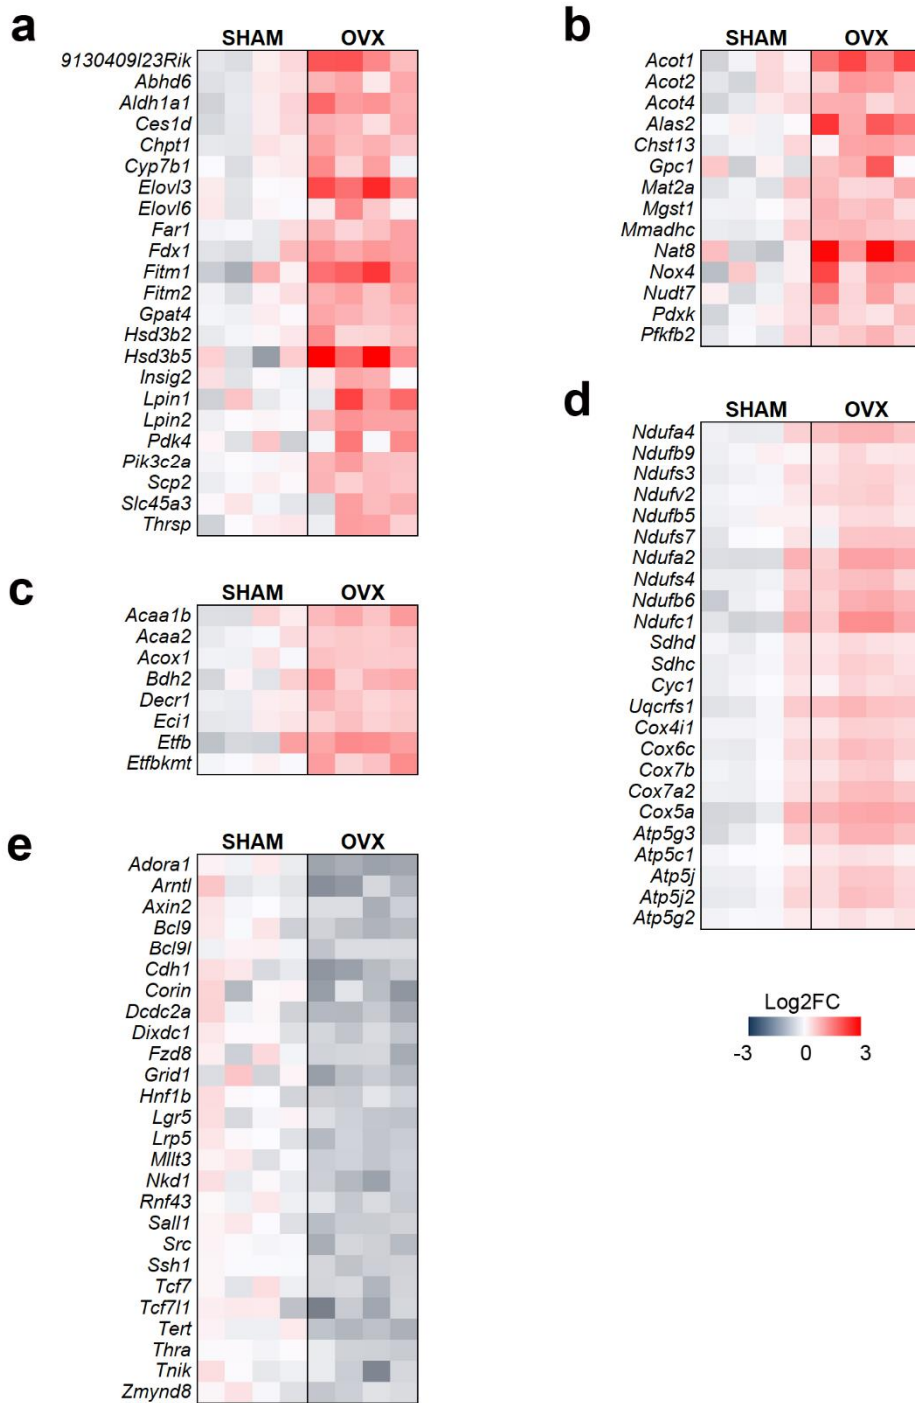 a
SHAM OVX
9130409I23Rik
Abhd6
Aldh1a1
Ces1d
Chpt1
Cyp7b1
Elovl3
Elovl6
Far1
Fdx1
Fitm1
Fitm2
Gpat4
Hsd3b2
Hsd3b5
Insig2
Lpin1
Lpin2
Pdk4
Pik3c2a
Scp2
Slc45a3
Thrsp
b
SHAM OVX
Acot1
Acot2
Acot4
Alas2
Chst13
Gpc1
Mat2a
Mgst1
Mmadhc
Nat8
Nox4
Nudt7
Pdxk
Pfkfb2
c
SHAM OVX
Acaa1b
Acaa2
Acox1
Bdh2
Decr1
Eci1
Etfb
Etfbkmt
d
SHAM OVX
Ndufa4
Ndufb9
Ndufs3
Ndufv2
Ndufb5
Ndufs7
Ndufa2
Ndufs4
Ndufb6
Ndufc1
Sdhd
Sdhc
Cyc1
Uqcrfs1
Cox4i1
Cox6c
Cox7b
Cox7a2
Cox5a
Atp5g3
Atp5c1
Atp5j
Atp5j2
Atp5g2
e
SHAM OVX
Adora1
Arntl
Axin2
Bcl9
Bcl9l
Cdh1
Corin
Dcdc2a
Dixdc1
Fzd8
Grid1
Hnf1b
Lgr5
Lrp5
Mllt3
Nkd1
Rnf43
Sall1
Src
Ssh1
Tcf7
Tcf7l1
Tert
Thra
Tnik
Zmynd8
Log2FC
-3 0 3